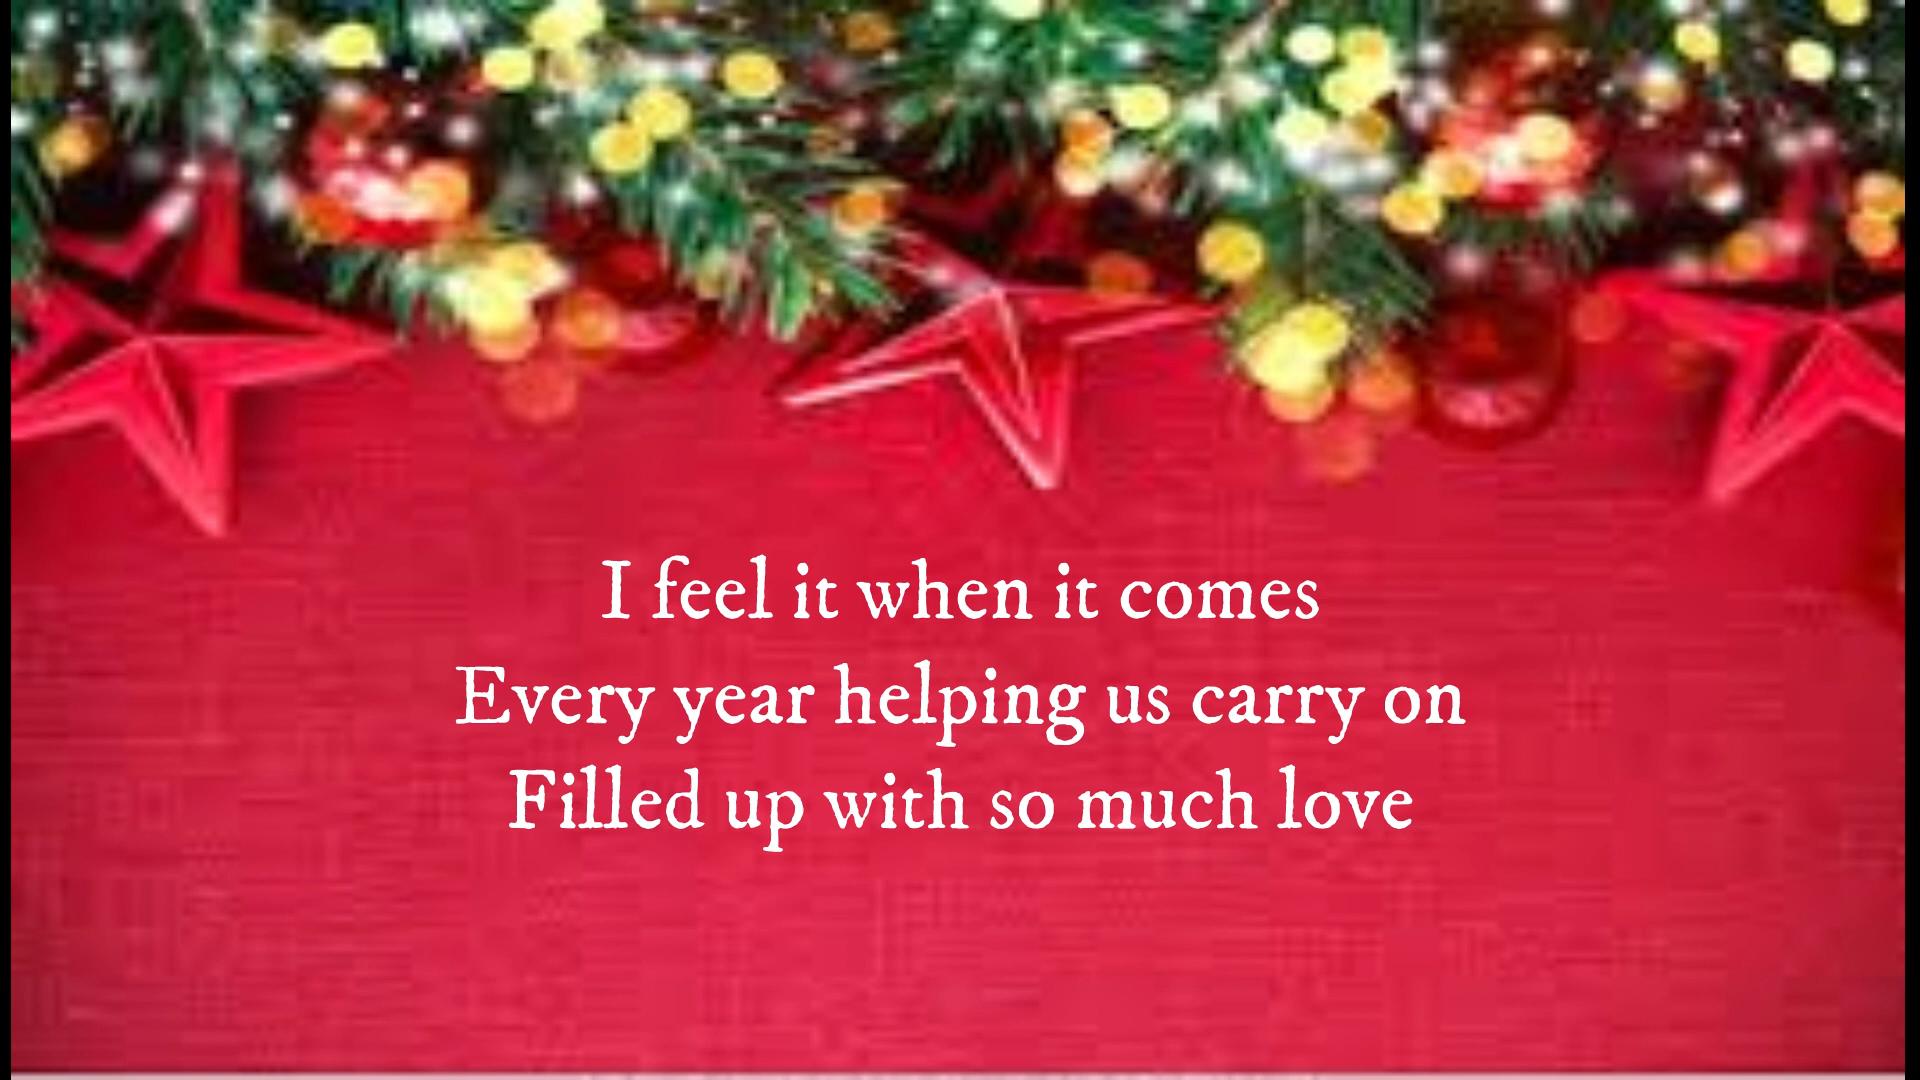 I feel it when it comes
Every year helping us carry on
Filled up with so much love